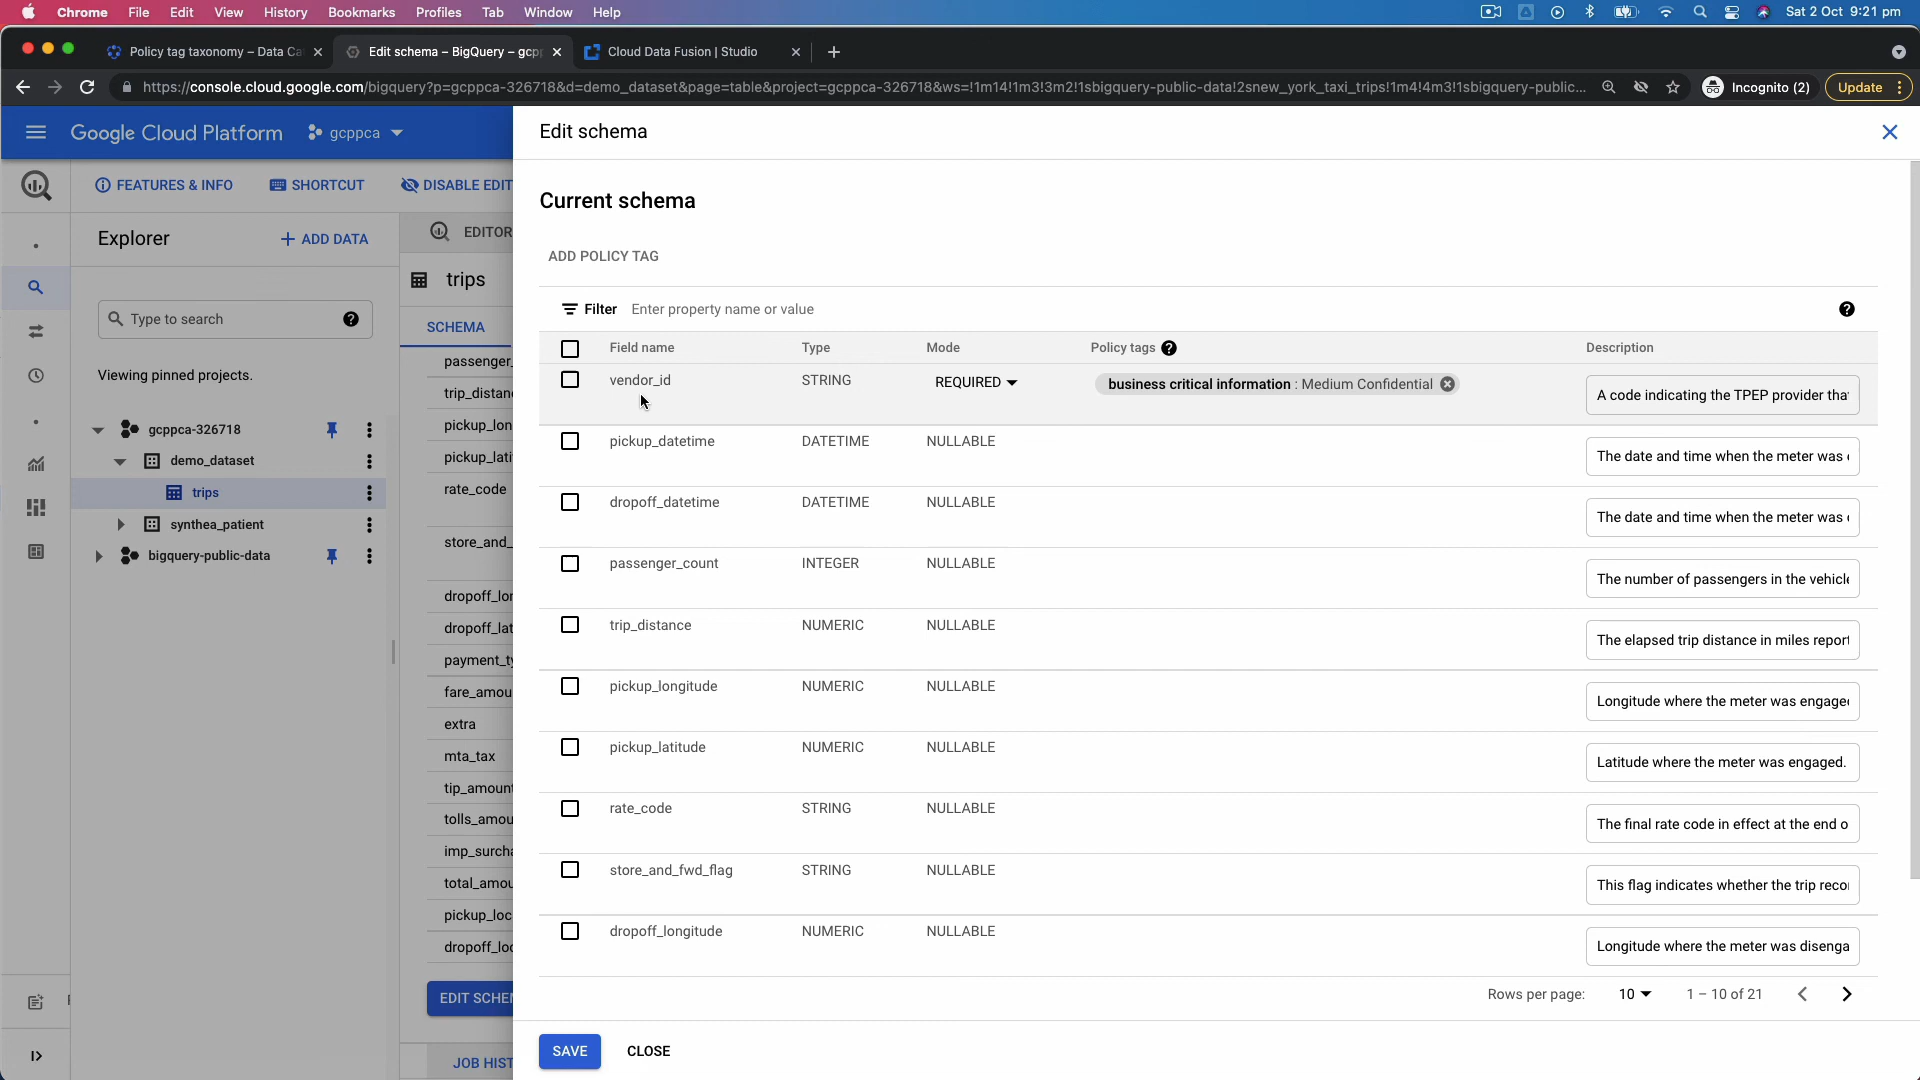 Chrome File Edit View History Bookmarks Profiles Tab Window Help Sat 2 Oct 9:21 pm
Policy tag taxonomy – Data Ca Edit schema – BigQuery – gcp Cloud Data Fusion | Studio
https://console.cloud.google.com/bigquery?p=gcppca-326718&d=demo_dataset&page=table&project=gcppca-326718&ws=!1m14!1m3!3m2!1sbigquery-public-data!2snew_york_taxi_trips!1m4!4m3!1sbigquery-public... Incognito (2) Update
Google Cloud Platform gcppca
FEATURES & INFO SHORTCUT DISABLE EDIT
Explorer + ADD DATA
Type to search
Viewing pinned projects.
gcppca-326718
demo_dataset
trips
synthea_patient
bigquery-public-data
EDITOR
trips
SCHEMA
passenger_
trip_distan
pickup_lon
pickup_lati
rate_code
store_and_
dropoff_lon
dropoff_lat
payment_ty
fare_amou
extra
mta_tax
tip_amount
tolls_amou
imp_surcha
total_amou
pickup_loc
dropoff_loc
EDIT SCHEM
JOB HIST
Edit schema
Current schema
ADD POLICY TAG
Filter Enter property name or value
Field name Type Mode Policy tags Description
vendor_id STRING REQUIRED business critical information : Medium Confidential A code indicating the TPEP provider that
pickup_datetime DATETIME NULLABLE The date and time when the meter was
dropoff_datetime DATETIME NULLABLE The date and time when the meter was
passenger_count INTEGER NULLABLE The number of passengers in the vehicle
trip_distance NUMERIC NULLABLE The elapsed trip distance in miles report
pickup_longitude NUMERIC NULLABLE Longitude where the meter was engaged
pickup_latitude NUMERIC NULLABLE Latitude where the meter was engaged.
rate_code STRING NULLABLE The final rate code in effect at the end o
store_and_fwd_flag STRING NULLABLE This flag indicates whether the trip recor
dropoff_longitude NUMERIC NULLABLE Longitude where the meter was disenga
Rows per page: 10 1 – 10 of 21
SAVE CLOSE